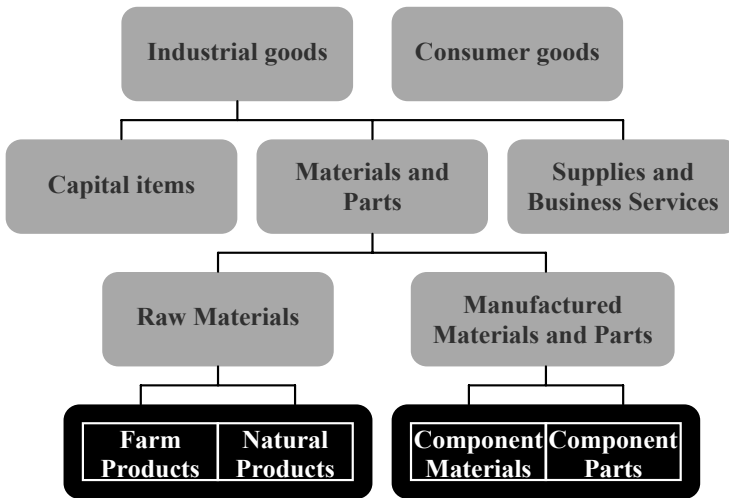 Industrial goods
Consumer goods
Capital items
Materials and
Parts
Supplies and
Business Services
Raw Materials
Manufactured
Materials and Parts
Farm
Products
Natural
Products
Component
Materials
Component
Parts